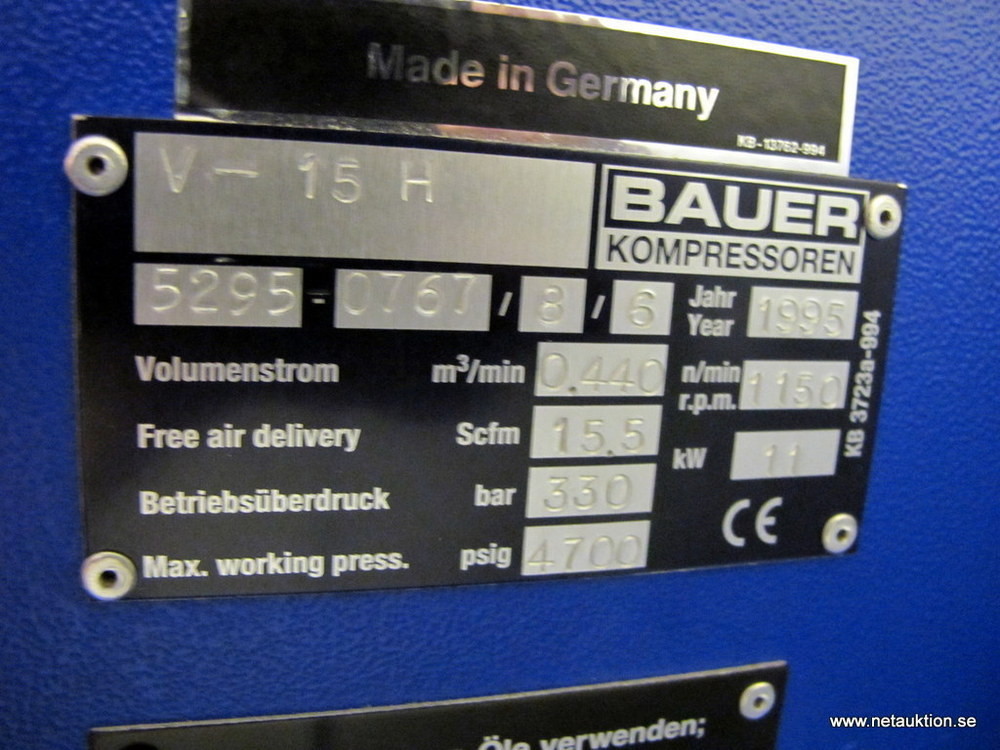 Made in Germany
KB-13762-994
V - 15 H
BAUER
KOMPRESSOREN
5295-0767 / 8 / 6
Jahr
Year 1995
Volumenstrom m³/min 0.440
n/min
r.p.m. 1150
Free air delivery Scfm 15.5
kW 11
Betriebsüberdruck bar 330
CE
Max. working press. psig 4700
KB 3723a-994
Öle verwenden;
www.netauktion.se